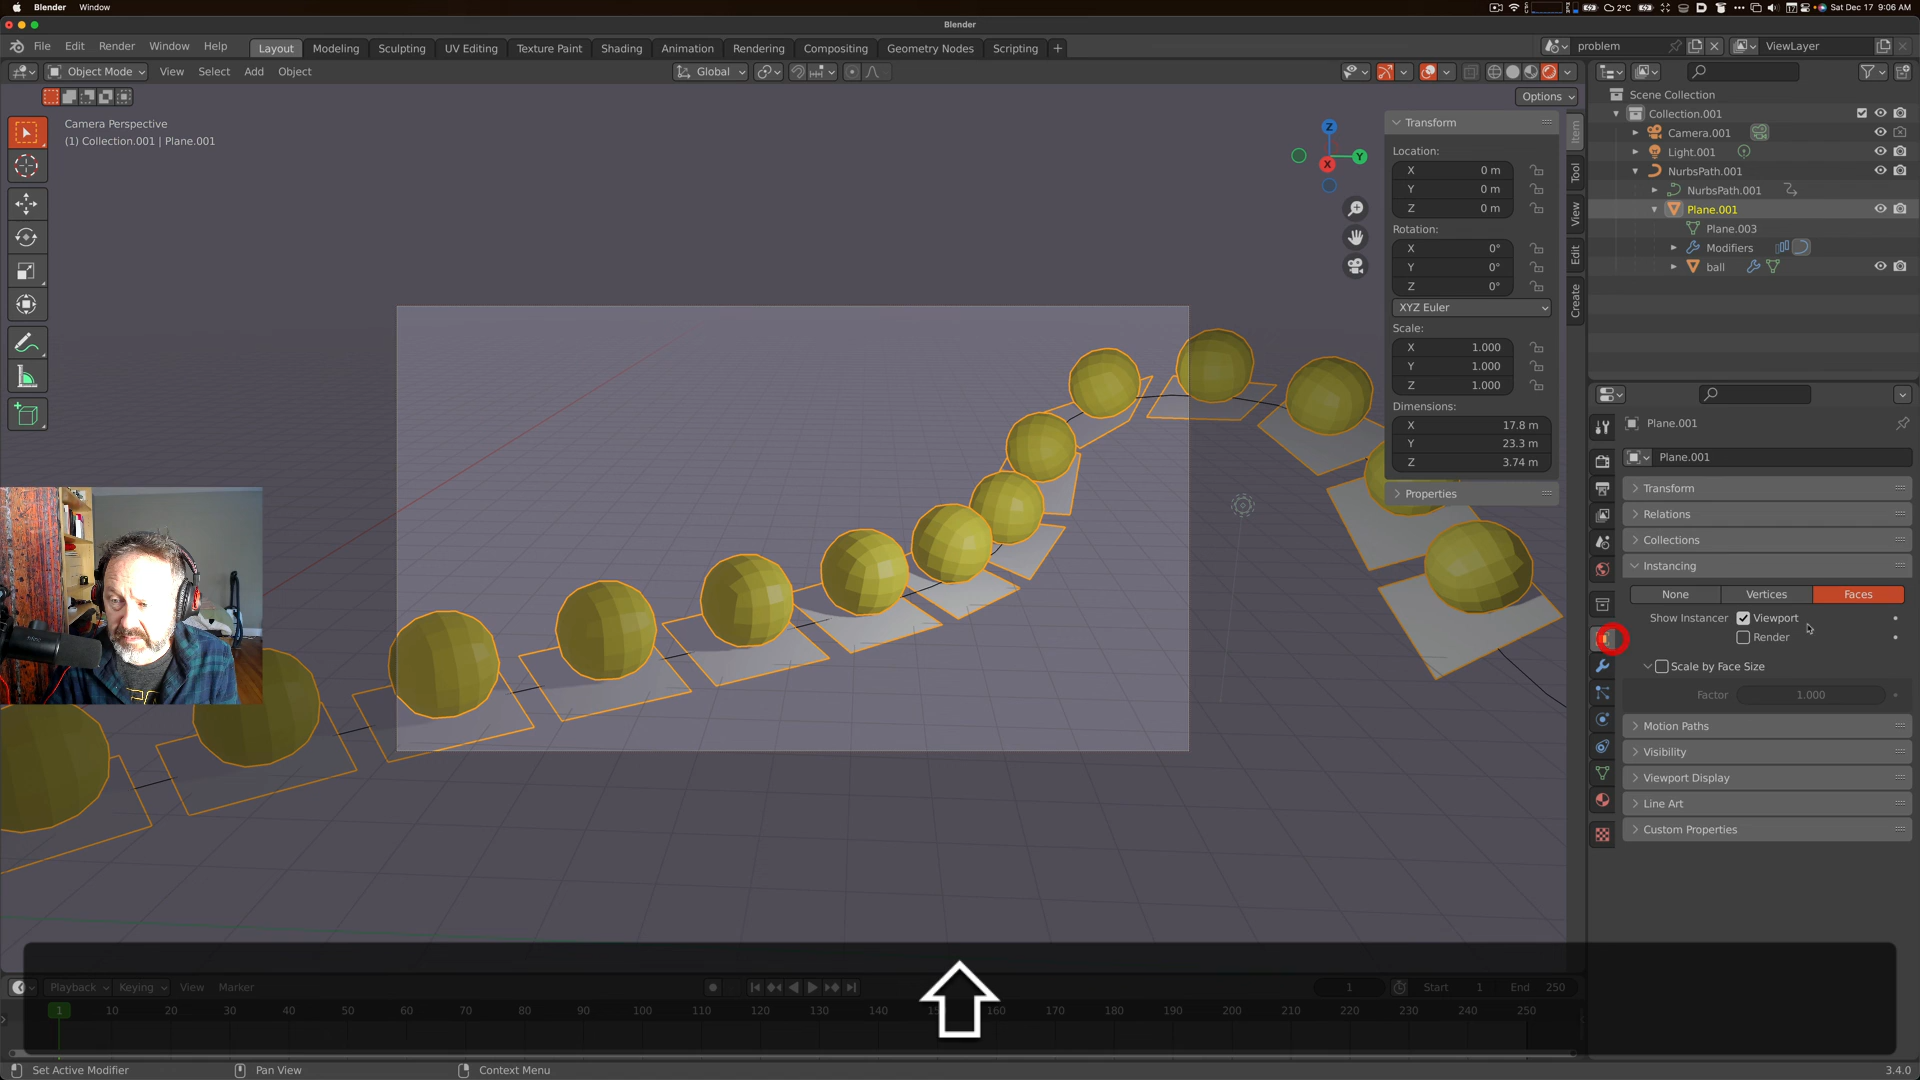 Blender Window
2°C Sat Dec 17 9:06 AM
Blender
File Edit Render Window Help
Layout Modeling Sculpting UV Editing Texture Paint Shading Animation Rendering Compositing Geometry Nodes Scripting +
problem
ViewLayer
Object Mode View Select Add Object
Global
Options
Camera Perspective
(1) Collection.001 | Plane.001
Z
Y
X
Transform
Location:
X 0 m
Y 0 m
Z 0 m
Rotation:
X 0°
Y 0°
Z 0°
XYZ Euler
Scale:
X 1.000
Y 1.000
Z 1.000
Dimensions:
X 17.8 m
Y 23.3 m
Z 3.74 m
Properties
Item
Tool
View
Edit
Create
Scene Collection
Collection.001
Camera.001
Light.001
NurbsPath.001
NurbsPath.001
Plane.001
Plane.003
Modifiers
ball
Plane.001
Plane.001
Transform
Relations
Collections
Instancing
None Vertices Faces
Show Instancer Viewport
Render
Scale by Face Size
Factor 1.000
Motion Paths
Visibility
Viewport Display
Line Art
Custom Properties
Playback Keying View Marker
1 Start 1 End 250
1 10 20 30 40 50 60 70 80 90 100 110 120 130 140 150 160 170 180 190 200 210 220 230 240 250
Set Active Modifier Pan View Context Menu 3.4.0